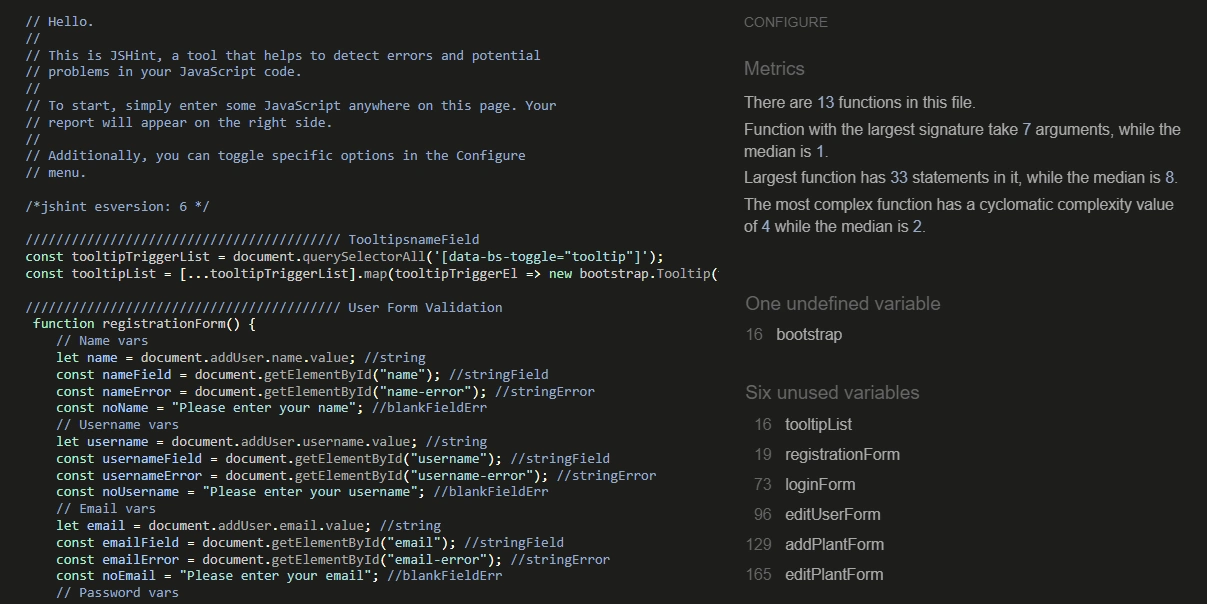 // Hello.
//
// This is JSHint, a tool that helps to detect errors and potential
// problems in your JavaScript code.
//
// To start, simply enter some JavaScript anywhere on this page. Your
// report will appear on the right side.
//
// Additionally, you can toggle specific options in the Configure
// menu.
/*jshint esversion: 6 */
///////////////////////////////////////// TooltipsnameField
const tooltipTriggerList = document.querySelectorAll('[data-bs-toggle="tooltip"]');
const tooltipList = [...tooltipTriggerList].map(tooltipTriggerEl => new bootstrap.Tooltip(
///////////////////////////////////////// User Form Validation
function registrationForm() {
// Name vars
let name = document.addUser.name.value; //string
const nameField = document.getElementById("name"); //stringField
const nameError = document.getElementById("name-error"); //stringError
const noName = "Please enter your name"; //blankFieldErr
// Username vars
let username = document.addUser.username.value; //string
const usernameField = document.getElementById("username"); //stringField
const usernameError = document.getElementById("username-error"); //stringError
const noUsername = "Please enter your username"; //blankFieldErr
// Email vars
let email = document.addUser.email.value; //string
const emailField = document.getElementById("email"); //stringField
const emailError = document.getElementById("email-error"); //stringError
const noEmail = "Please enter your email"; //blankFieldErr
// Password vars
CONFIGURE
Metrics
There are 13 functions in this file.
Function with the largest signature take 7 arguments, while the
median is 1.
Largest function has 33 statements in it, while the median is 8.
The most complex function has a cyclomatic complexity value
of 4 while the median is 2.
One undefined variable
16 bootstrap
Six unused variables
16 tooltipList
19 registrationForm
73 loginForm
96 editUserForm
129 addPlantForm
165 editPlantForm